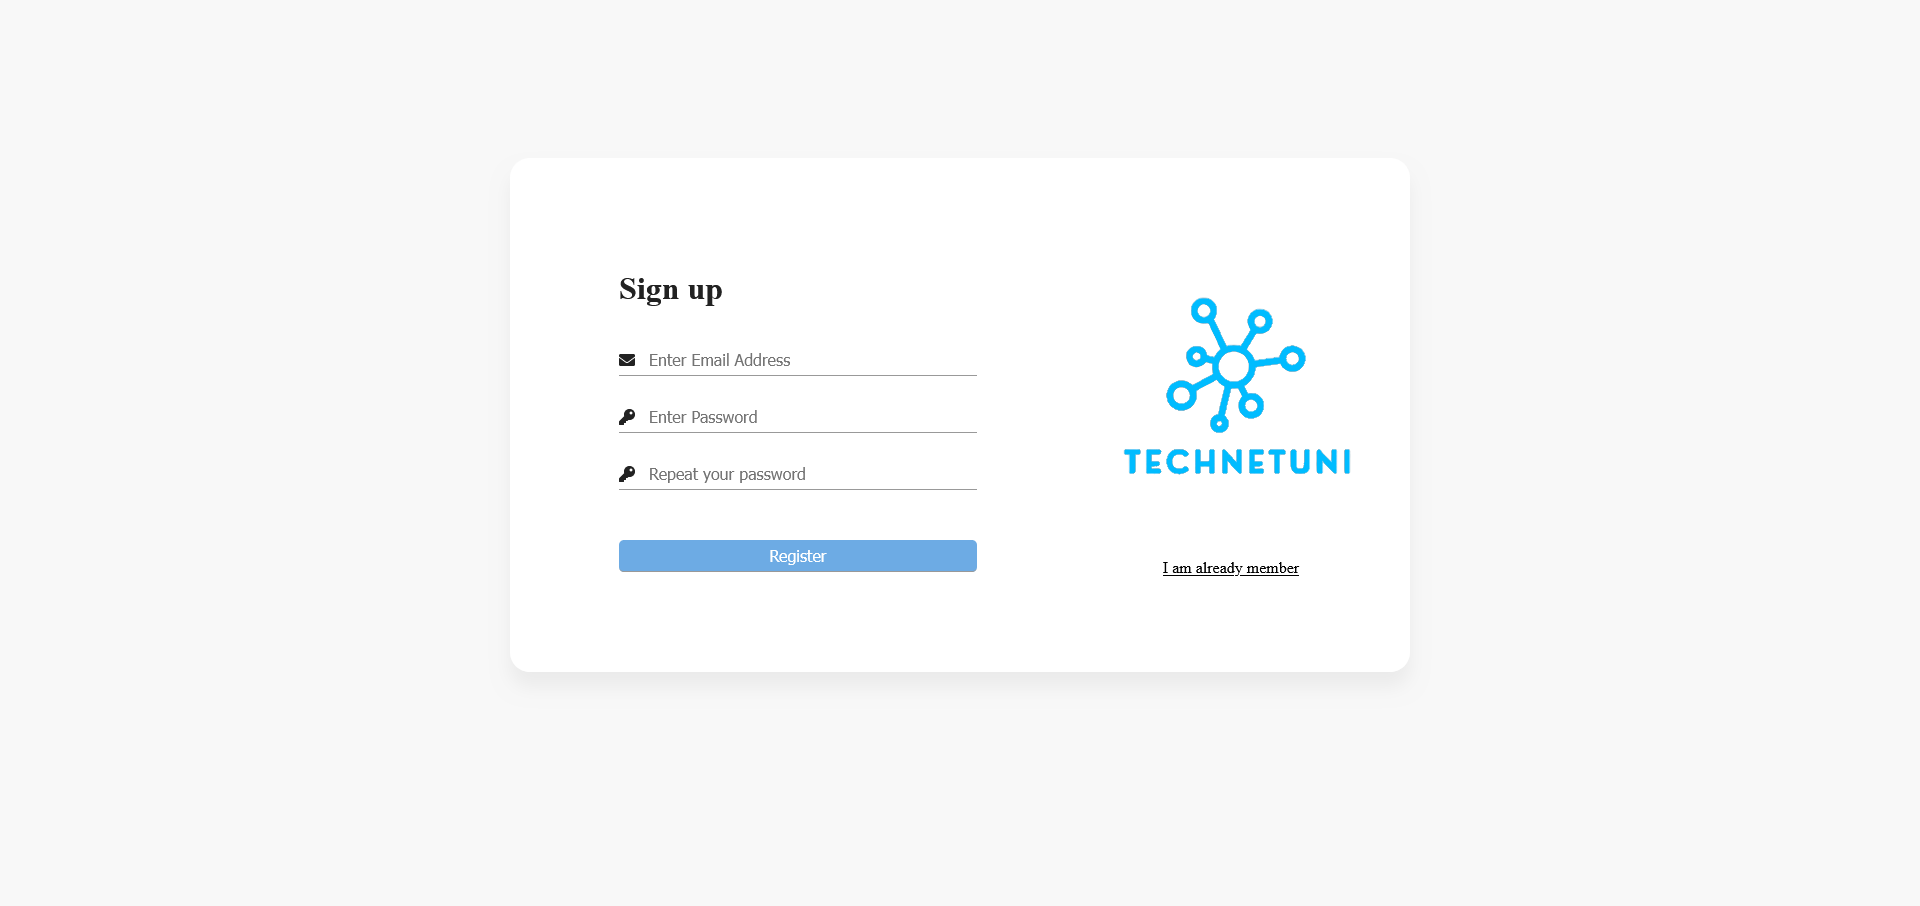 Sign up
Enter Email Address
Enter Password
Repeat your password
Register
TECHNETUNI
I am already member